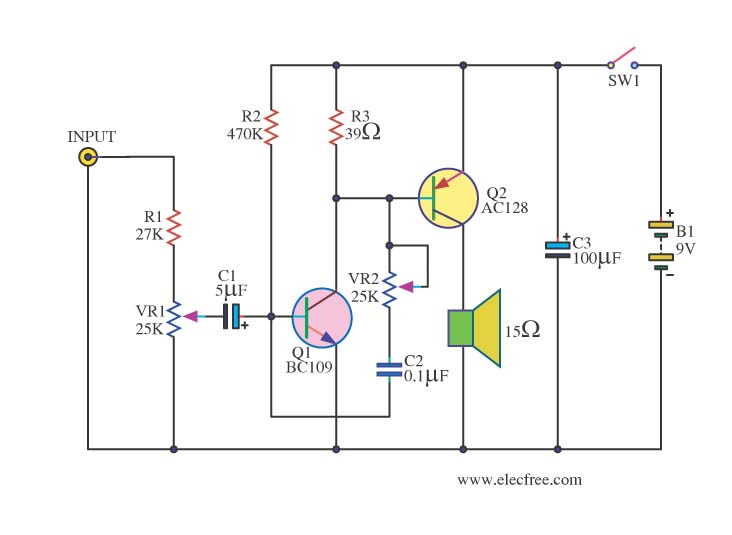 SW1
R2
470K
R3
39Ω
INPUT
Q2
AC128
R1
27K
+
B1
9V
+
C3
100µF
−
C1
5µF
+
VR1
25K
VR2
25K
15Ω
Q1
BC109
C2
0.1µF
www.elecfree.com